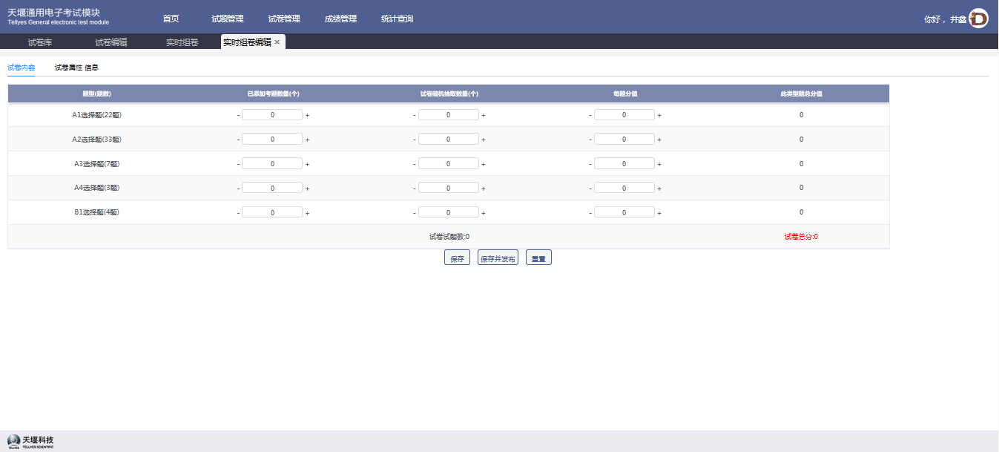 天堰通用电子考试模块
Tellyes General electronic test module
首页 试题管理 试卷管理 成绩管理 统计查询
你好， 井鑫
试卷库 试卷编辑 实时组卷 实时组卷编辑 ×
试卷内容 试卷属性 信息
题型(题数) 已添加考题数量(个) 试卷随机抽取数量(个) 每题分值 此类型题总分值
A1选择题(22题) - 0 + - 0 + - 0 + 0
A2选择题(33题) - 0 + - 0 + - 0 + 0
A3选择题(7题) - 0 + - 0 + - 0 + 0
A4选择题(3题) - 0 + - 0 + - 0 + 0
B1选择题(4题) - 0 + - 0 + - 0 + 0
试卷试题数:0 试卷总分:0
保存 保存并发布 重置
天堰科技
TELLYES TELLYES SCIENTIFIC